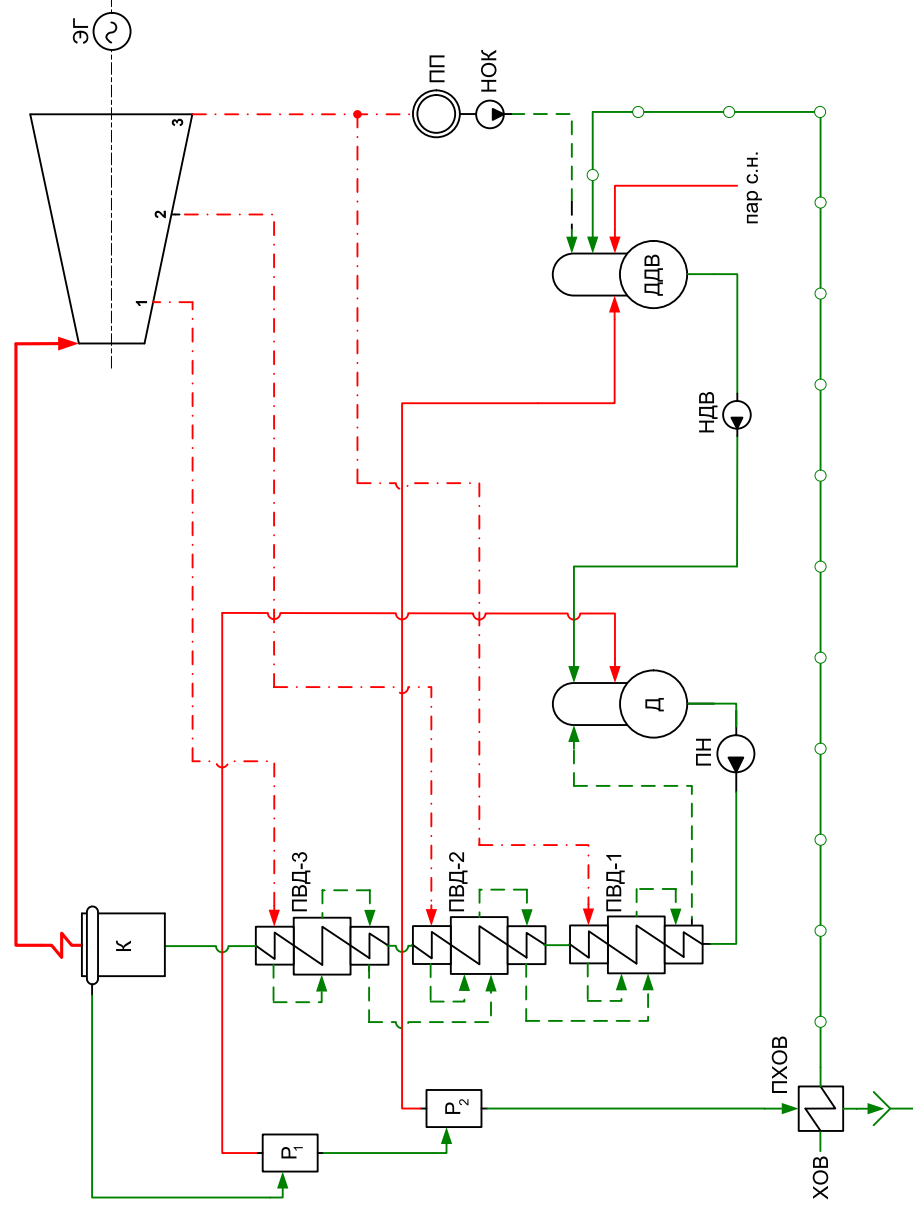 ЭГ
3
2
1
ПП
НОК
пар с.н.
ДДВ
НДВ
Д
ПН
ПВД-3
ПВД-2
ПВД-1
К
ПХОВ
Р2
Р1
ХОВ